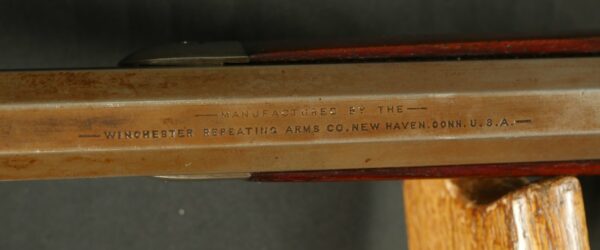 —MANUFACTURED BY THE—
—WINCHESTER REPEATING ARMS CO. NEW HAVEN. CONN. U. S. A.—